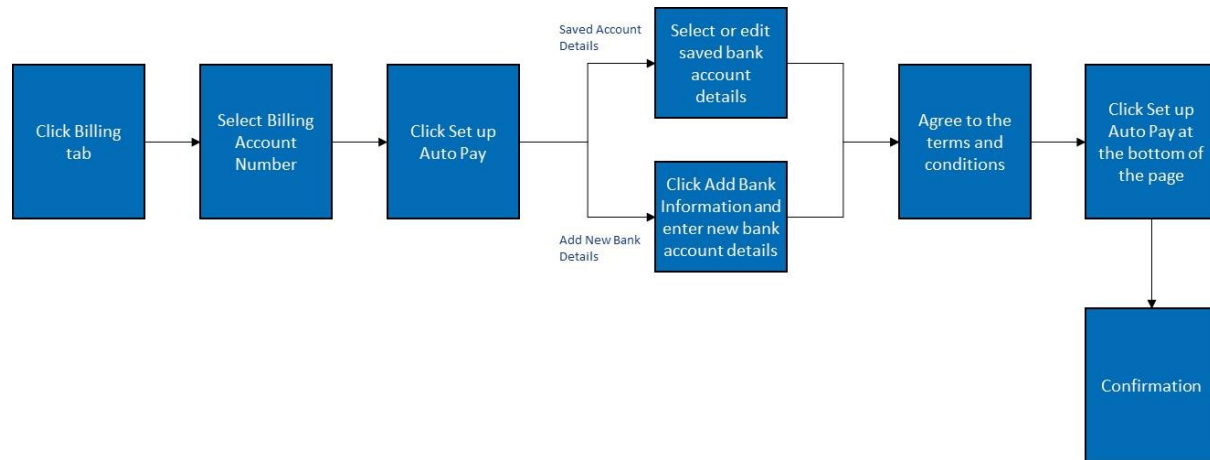 Click Billing
tab
Select Billing
Account
Number
Click Set up
Auto Pay
Saved Account
Details
Select or edit
saved bank
account
details
Add New Bank
Details
Click Add Bank
Information and
enter new bank
account details
Agree to the
terms and
conditions
Click Set up
Auto Pay at
the bottom of
the page
Confirmation